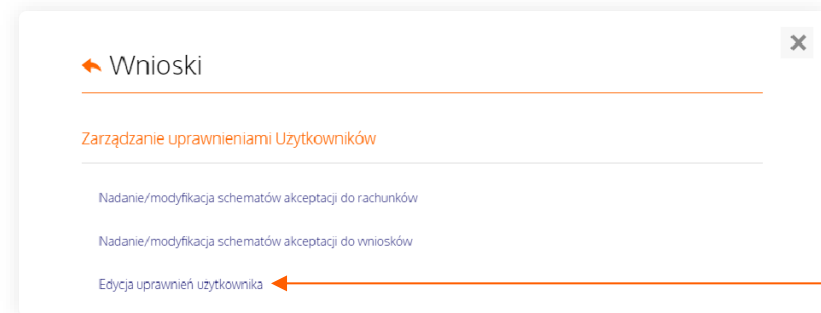 Wnioski
Zarządzanie uprawnieniami Użytkowników
Nadanie/modyfikacja schematów akceptacji do rachunków
Nadanie/modyfikacja schematów akceptacji do wniosków
Edycja uprawnień użytkownika